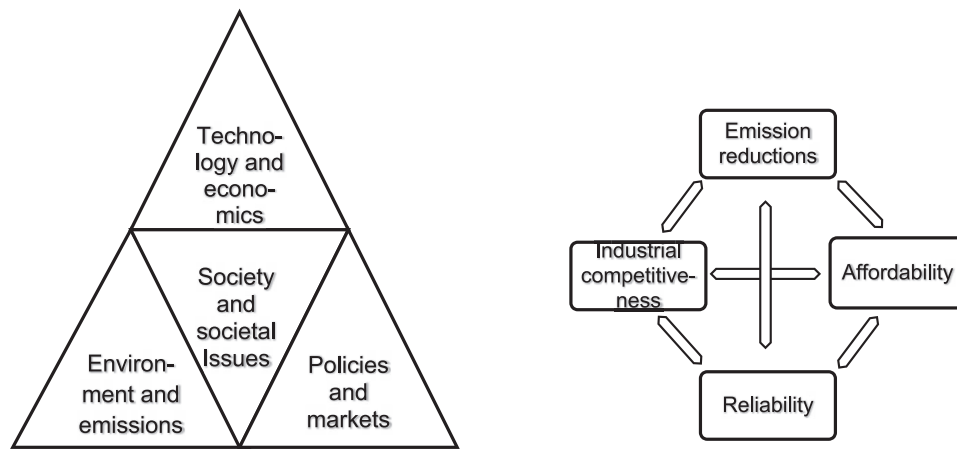 Techno-
logy and
econo-
mics
Society
and
societal
Issues
Environ-
ment and
emissions
Policies
and
markets
Emission
reductions
Industrial
competitive-
ness
Affordability
Reliability